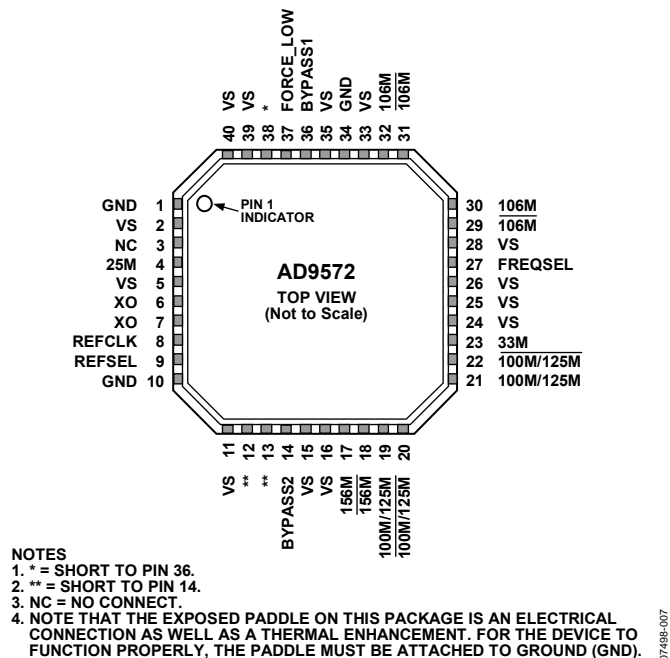 40 VS
39 VS
38 *
37 FORCE_LOW
36 BYPASS1
35 VS
34 GND
33 VS
32 106M
31 106M
GND 1
VS 2
NC 3
25M 4
VS 5
XO 6
XO 7
REFCLK 8
REFSEL 9
GND 10
PIN 1
INDICATOR
AD9572
TOP VIEW
(Not to Scale)
30 106M
29 106M
28 VS
27 FREQSEL
26 VS
25 VS
24 VS
23 33M
22 100M/125M
21 100M/125M
VS 11
** 12
** 13
BYPASS2 14
VS 15
VS 16
156M 17
156M 18
100M/125M 19
100M/125M 20
NOTES
1. * = SHORT TO PIN 36.
2. ** = SHORT TO PIN 14.
3. NC = NO CONNECT.
4. NOTE THAT THE EXPOSED PADDLE ON THIS PACKAGE IS AN ELECTRICAL
CONNECTION AS WELL AS A THERMAL ENHANCEMENT. FOR THE DEVICE TO
FUNCTION PROPERLY, THE PADDLE MUST BE ATTACHED TO GROUND (GND).
07498-007